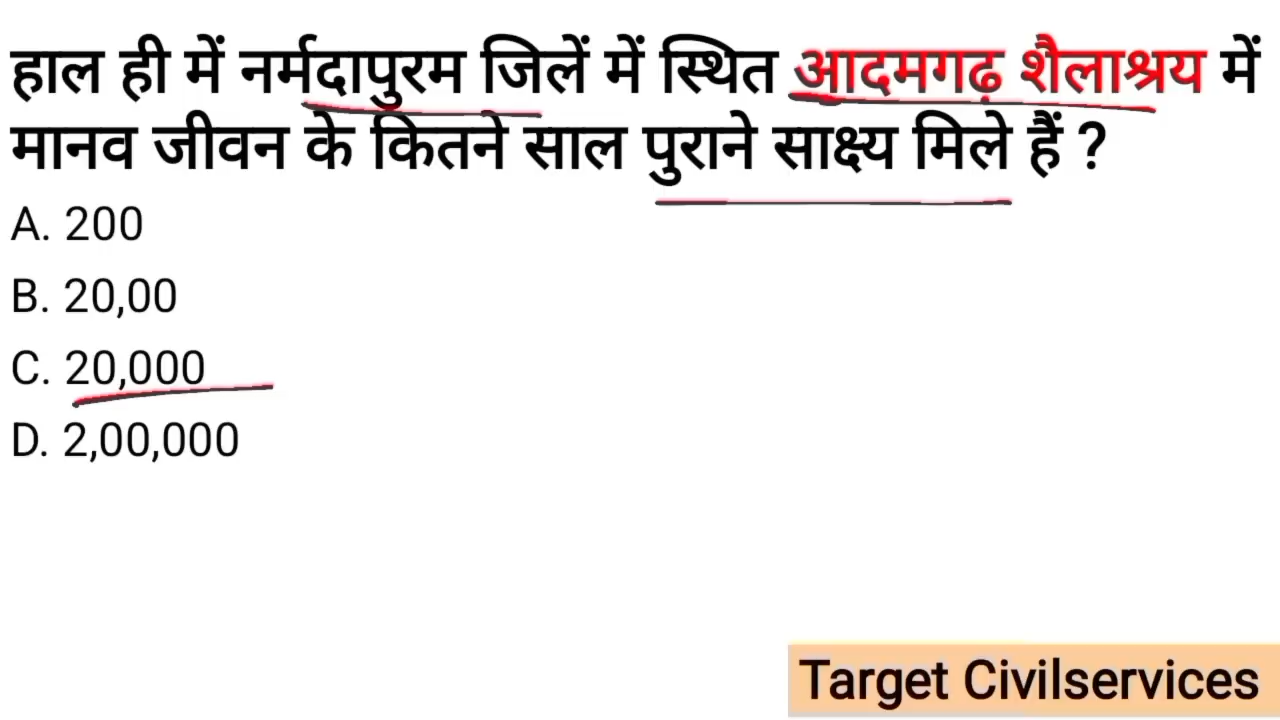 हाल ही में नर्मदापुरम जिलें में स्थित आदमगढ़ शैलाश्रय में
मानव जीवन के कितने साल पुराने साक्ष्य मिले हैं ?
A. 200
B. 20,00
C. 20,000
D. 2,00,000
Target Civilservices